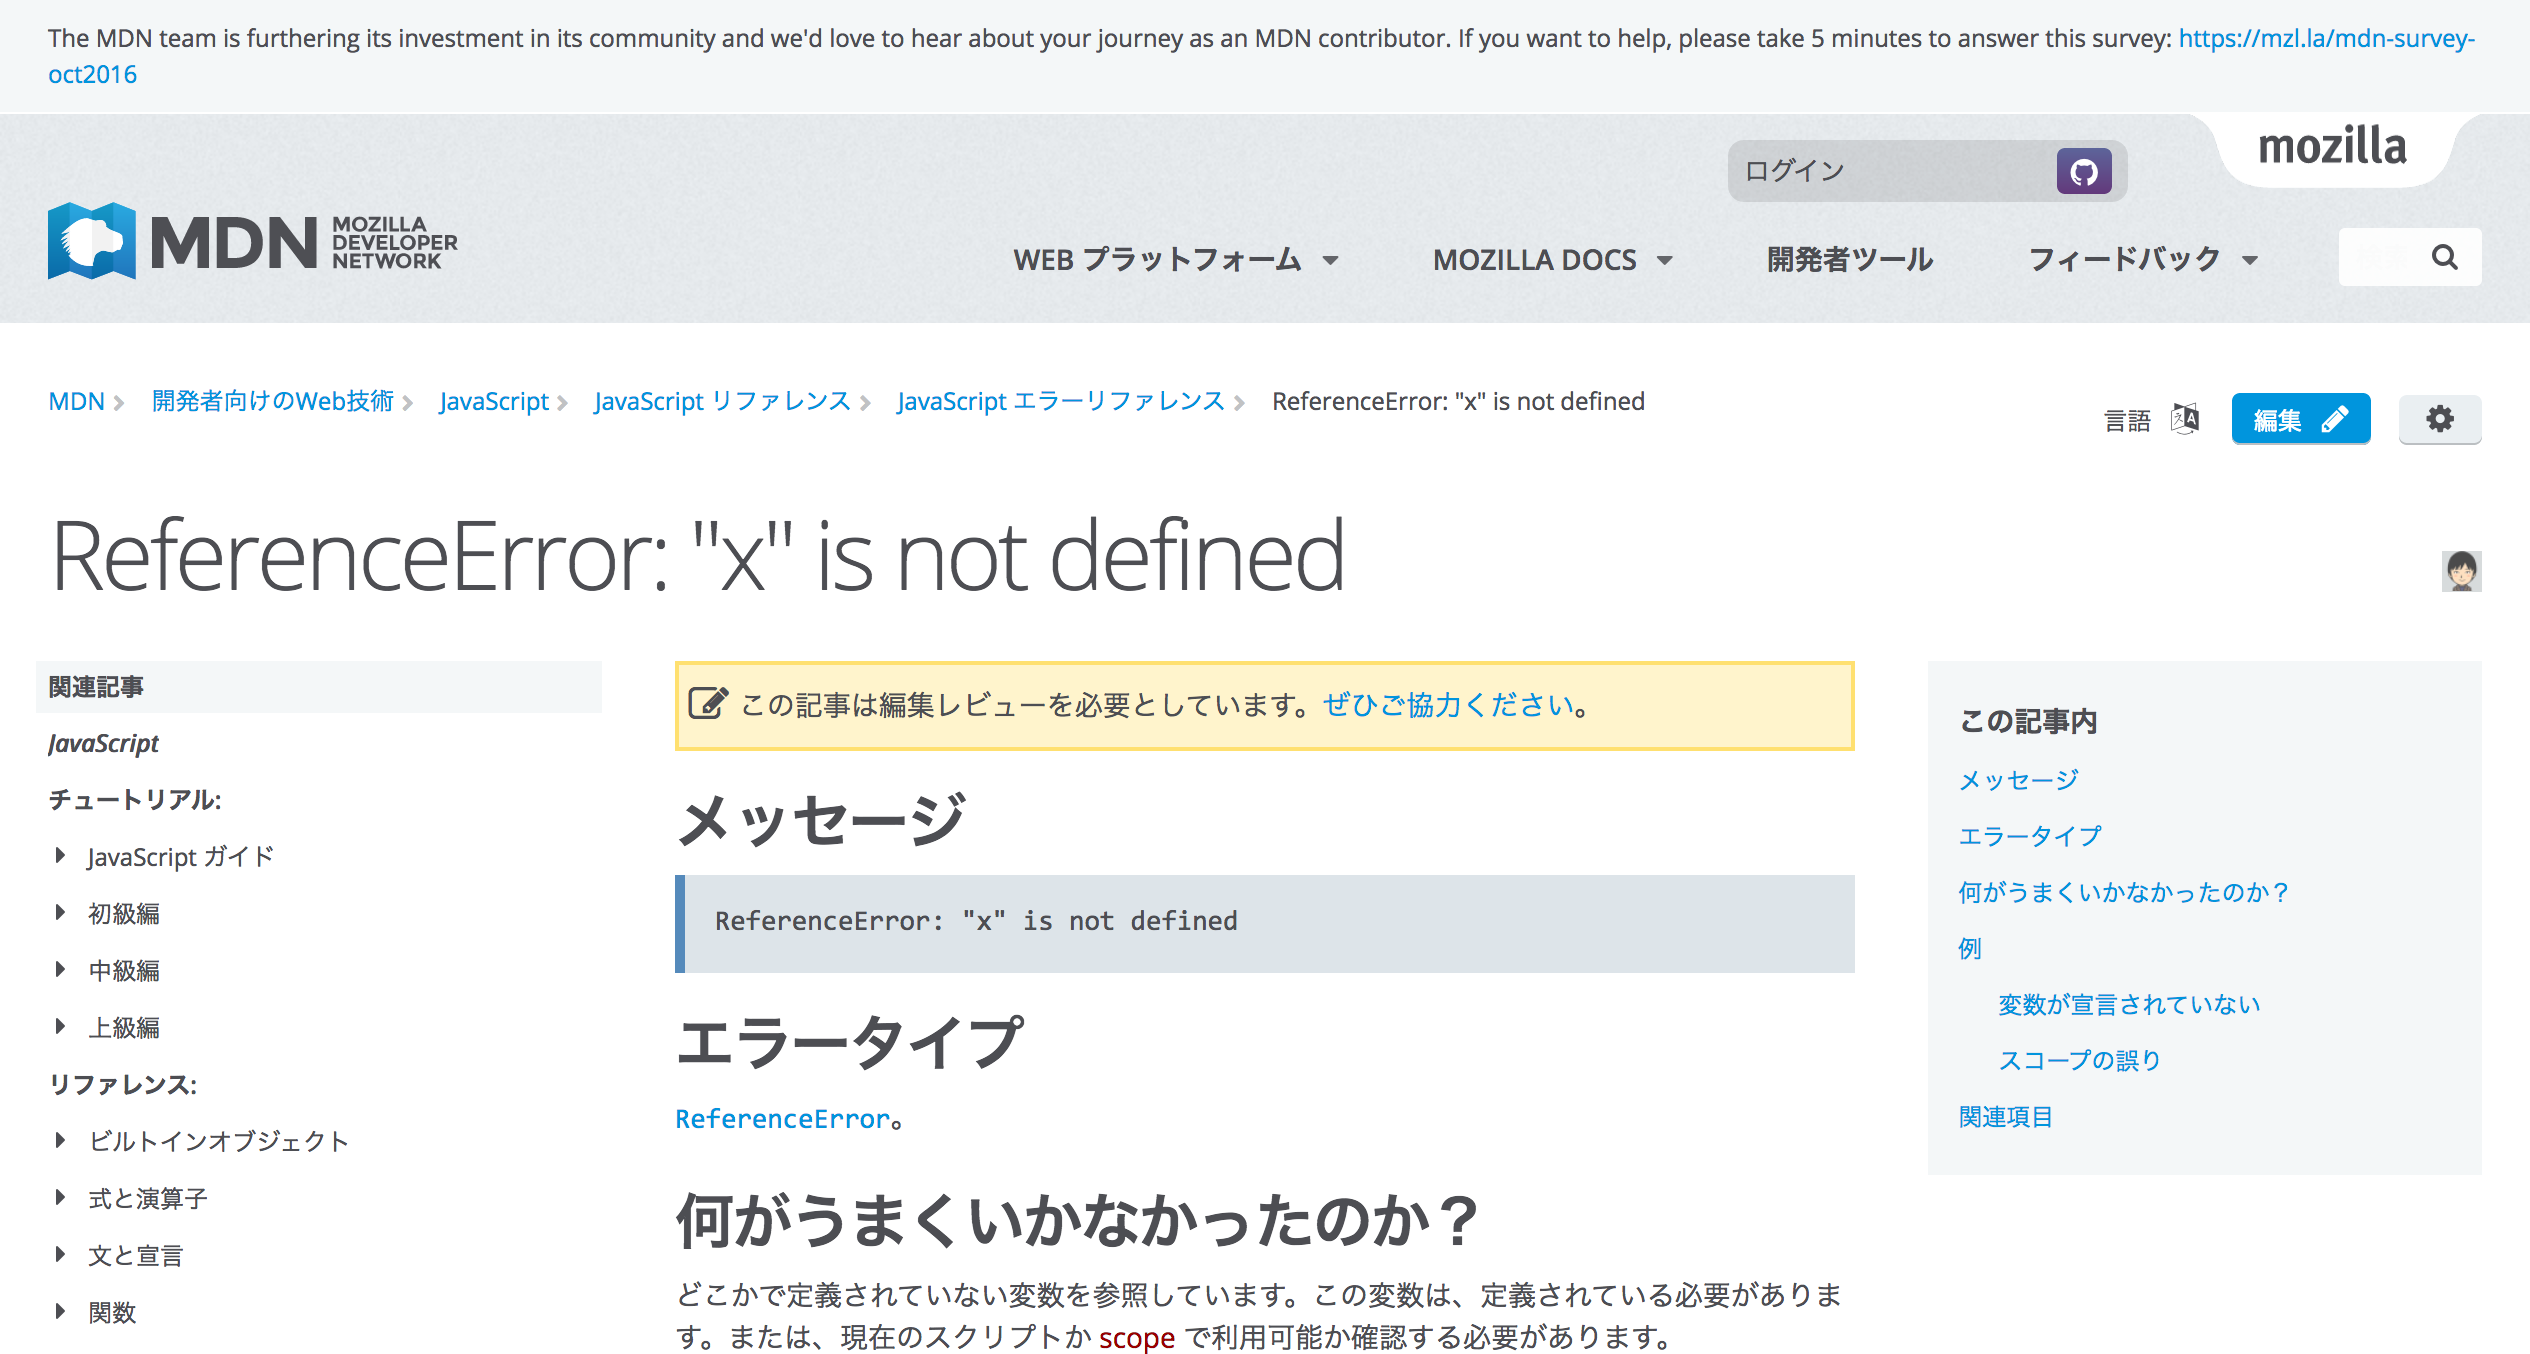 The MDN team is furthering its investment in its community and we'd love to hear about your journey as an MDN contributor. If you want to help, please take 5 minutes to answer this survey: https://mzl.la/mdn-survey-
oct2016
mozilla
ログイン
MDN MOZILLA
DEVELOPER
NETWORK
WEB プラットフォーム MOZILLA DOCS 開発者ツール フィードバック
MDN 開発者向けのWeb技術 JavaScript JavaScript リファレンス JavaScript エラーリファレンス ReferenceError: "x" is not defined
言語 編集
ReferenceError: "x" is not defined
関連記事
JavaScript
チュートリアル:
JavaScript ガイド
初級編
中級編
上級編
リファレンス:
ビルトインオブジェクト
式と演算子
文と宣言
関数
この記事は編集レビューを必要としています。ぜひご協力ください。
メッセージ
ReferenceError: "x" is not defined
エラータイプ
ReferenceError。
何がうまくいかなかったのか？
どこかで定義されていない変数を参照しています。この変数は、定義されている必要がありま
す。または、現在のスクリプトか scope で利用可能か確認する必要があります。
この記事内
メッセージ
エラータイプ
何がうまくいかなかったのか？
例
変数が宣言されていない
スコープの誤り
関連項目